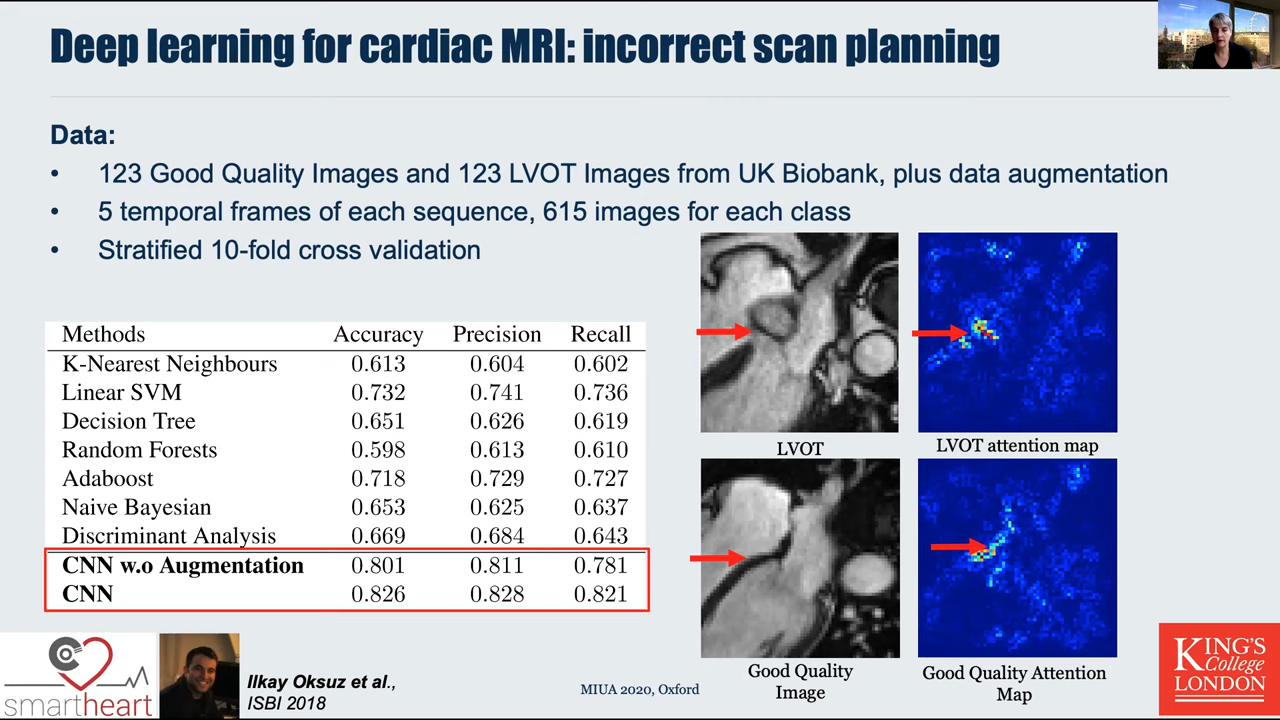 Deep learning for cardiac MRI: incorrect scan planning
Data:
• 123 Good Quality Images and 123 LVOT Images from UK Biobank, plus data augmentation
• 5 temporal frames of each sequence, 615 images for each class
• Stratified 10-fold cross validation
Methods Accuracy Precision Recall
K-Nearest Neighbours 0.613 0.604 0.602
Linear SVM 0.732 0.741 0.736
Decision Tree 0.651 0.626 0.619
Random Forests 0.598 0.613 0.610
Adaboost 0.718 0.729 0.727
Naive Bayesian 0.653 0.625 0.637
Discriminant Analysis 0.669 0.684 0.643
CNN w.o Augmentation 0.801 0.811 0.781
CNN 0.826 0.828 0.821
LVOT
LVOT attention map
Good Quality
Image
Good Quality Attention
Map
smartheart
Ilkay Oksuz et al.,
ISBI 2018
MIUA 2020, Oxford
KING'S
College
LONDON